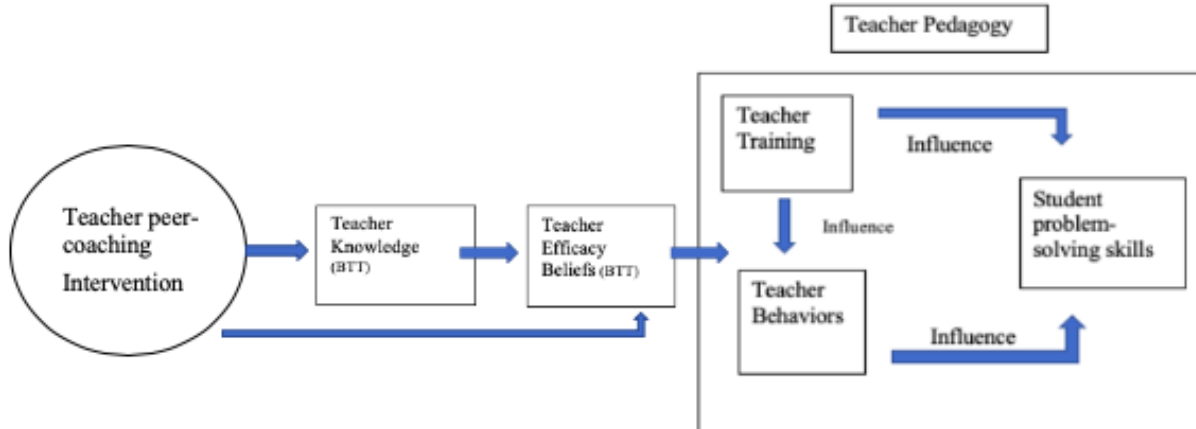 Teacher Pedagogy
Teacher peer-
coaching
Intervention
Teacher
Knowledge
(BTT)
Teacher
Efficacy
Beliefs (BTT)
Teacher
Training
Influence
Influence
Teacher
Behaviors
Influence
Student
problem-
solving skills